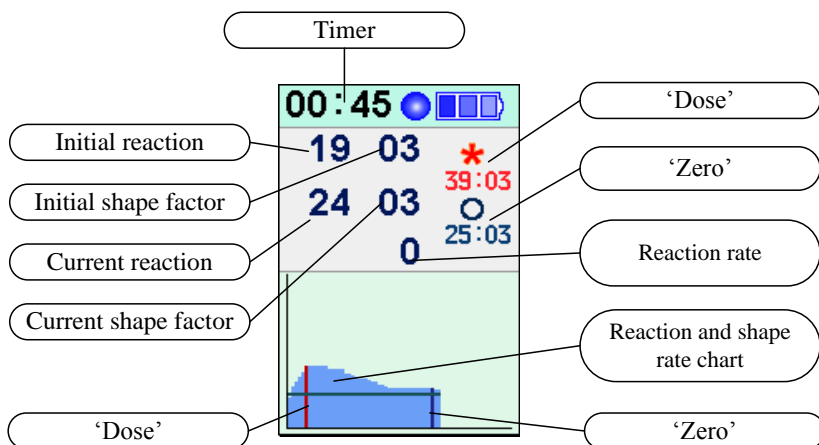 Timer
00:45
‘Dose’
Initial reaction
19 03
*
39:03
‘Zero’
Initial shape factor
24 03
25:03
Current reaction
0
Reaction rate
Current shape factor
Reaction and shape
rate chart
‘Dose’
‘Zero’